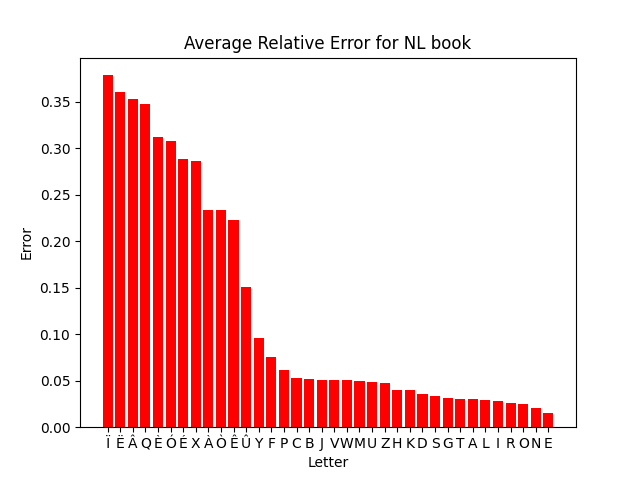 Average Relative Error for NL book
Error
0.35
0.30
0.25
0.20
0.15
0.10
0.05
0.00
Ï Ë Â Q È Ó É X À Ò Ê Û Y F P C B J V W M U Z H K D S G T A L I R O N E
Letter